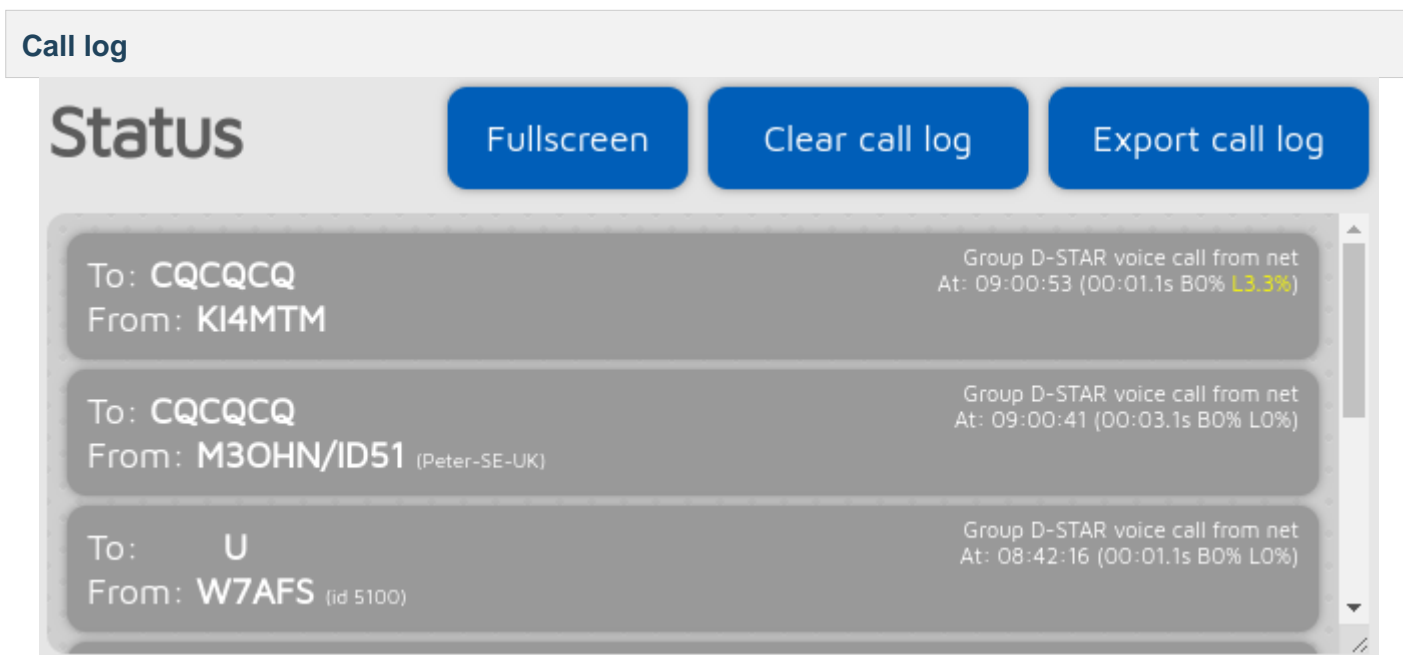 Call log
Status
Fullscreen
Clear call log
Export call log
To: CQCQCQ
From: KI4MTM
Group D-STAR voice call from net
At: 09:00:53 (00:01.1s B0% L3.3%)
To: CQCQCQ
From: M3OHN/ID51 (Peter-SE-UK)
Group D-STAR voice call from net
At: 09:00:41 (00:03.1s B0% L0%)
To: U
From: W7AFS (id 5100)
Group D-STAR voice call from net
At: 08:42:16 (00:01.1s B0% L0%)